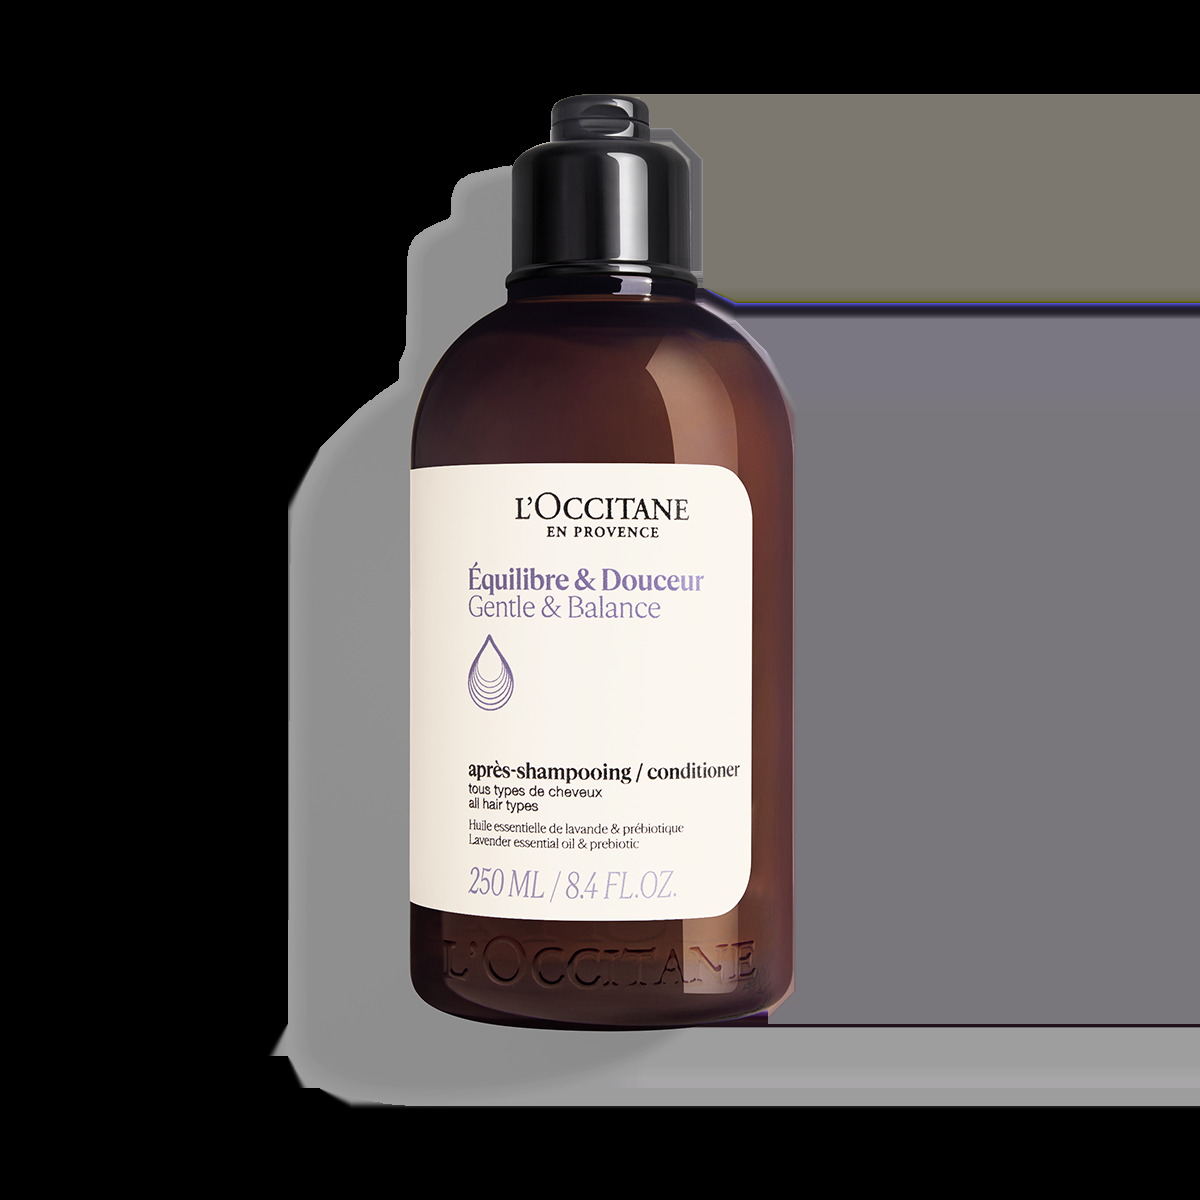 L'OCCITANE
EN PROVENCE
Équilibre & Douceur
Gentle & Balance
après-shampooing / conditioner
tous types de cheveux
all hair types
Huile essentielle de lavande & prébiotique
Lavender essential oil & prebiotic
250 ML / 8.4 FL.OZ.
L'OCCITANE